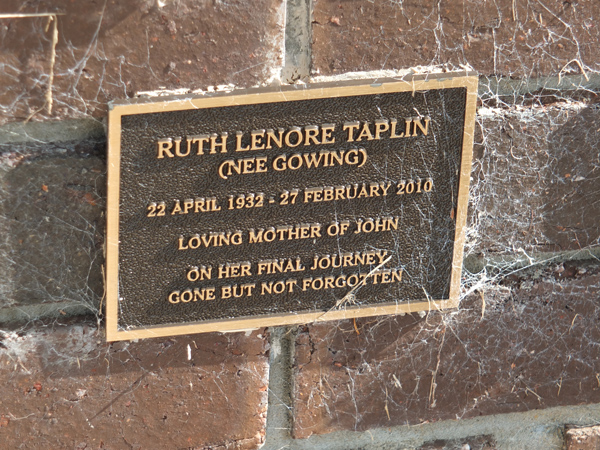 RUTH LENORE TAPLIN
(NEE GOWING)
22 APRIL 1932 - 27 FEBRUARY 2010
LOVING MOTHER OF JOHN
ON HER FINAL JOURNEY
GONE BUT NOT FORGOTTEN